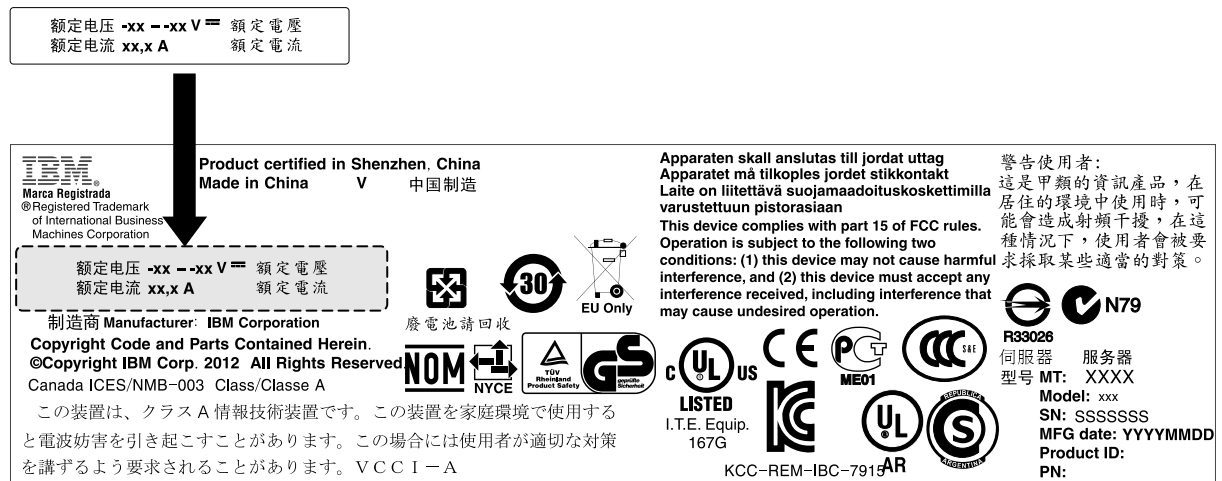 额定电压 -xx – -xx V 額定電壓
额定电流 xx,x A 額定電流
IBM®
Marca Registrada
® Registered Trademark
of International Business
Machines Corporation
Product certified in Shenzhen, China
Made in China V 中国制造
额定电压 -xx – -xx V 額定電壓
额定电流 xx,x A 額定電流
制造商 Manufacturer: IBM Corporation
Copyright Code and Parts Contained Herein.
©Copyright IBM Corp. 2012 All Rights Reserved.
Canada ICES/NMB-003 Class/Classe A
この装置は、クラスA情報技術装置です。この装置を家庭環境で使用する
と電波妨害を引き起こすことがあります。この場合には使用者が適切な対策
を講ずるよう要求されることがあります。VCCI-A
廢電池請回收
30
EU Only
NOM
NYCE
TÜV
Rheinland
Product Safety
GS
geprüfte
Sicherheit
Apparaten skall anslutas till jordat uttag
Apparatet må tilkoples jordet stikkontakt
Laite on liitettävä suojamaadoituskoskettimilla
varustettuun pistorasiaan
This device complies with part 15 of FCC rules.
Operation is subject to the following two
conditions: (1) this device may not cause harmful
interference, and (2) this device must accept any
interference received, including interference that
may cause undesired operation.
C UL US
LISTED
I.T.E. Equip.
167G
CE
PCT
ME01
CCC
S&E
KC
KCC-REM-IBC-7915
UL
AR
REPUBLICA
S
ARGENTINA
警告使用者:
這是甲類的資訊產品，在
居住的環境中使用時，可
能會造成射頻干擾，在這
種情況下，使用者會被要
求採取某些適當的對策。
R33026
N79
伺服器 服务器
型号 MT: XXXX
Model: xxx
SN: SSSSSSS
MFG date: YYYYMMDD
Product ID:
PN: